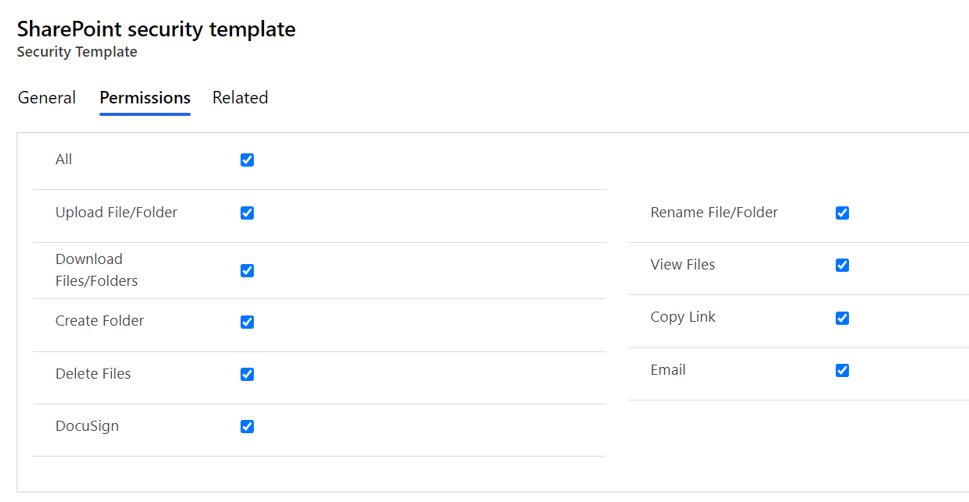 SharePoint security template
Security Template
General Permissions Related
All
Upload File/Folder
Download
Files/Folders
Create Folder
Delete Files
DocuSign
Rename File/Folder
View Files
Copy Link
Email